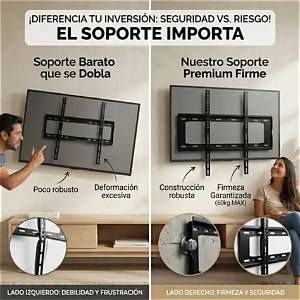 ¡DIFERENCIA TU INVERSIÓN: SEGURIDAD VS. RIESGO!
EL SOPORTE IMPORTA
Soporte Barato
que se Dobla
Poco robusto
Deformación
excesiva
Nuestro Soporte
Premium Firme
Construcción
robusta
Firmeza
Garantizada
(60kg MAX)
LADO IZQUIERDO: DEBILIDAD Y FRUSTRACIÓN
LADO DERECHO: FIRMEZA Y SEGURIDAD